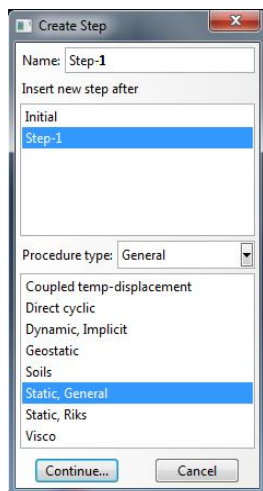 Create Step
Name: Step-1
Insert new step after
Initial
Step-1
Procedure type: General
Coupled temp-displacement
Direct cyclic
Dynamic, Implicit
Geostatic
Soils
Static, General
Static, Riks
Visco
Continue... Cancel